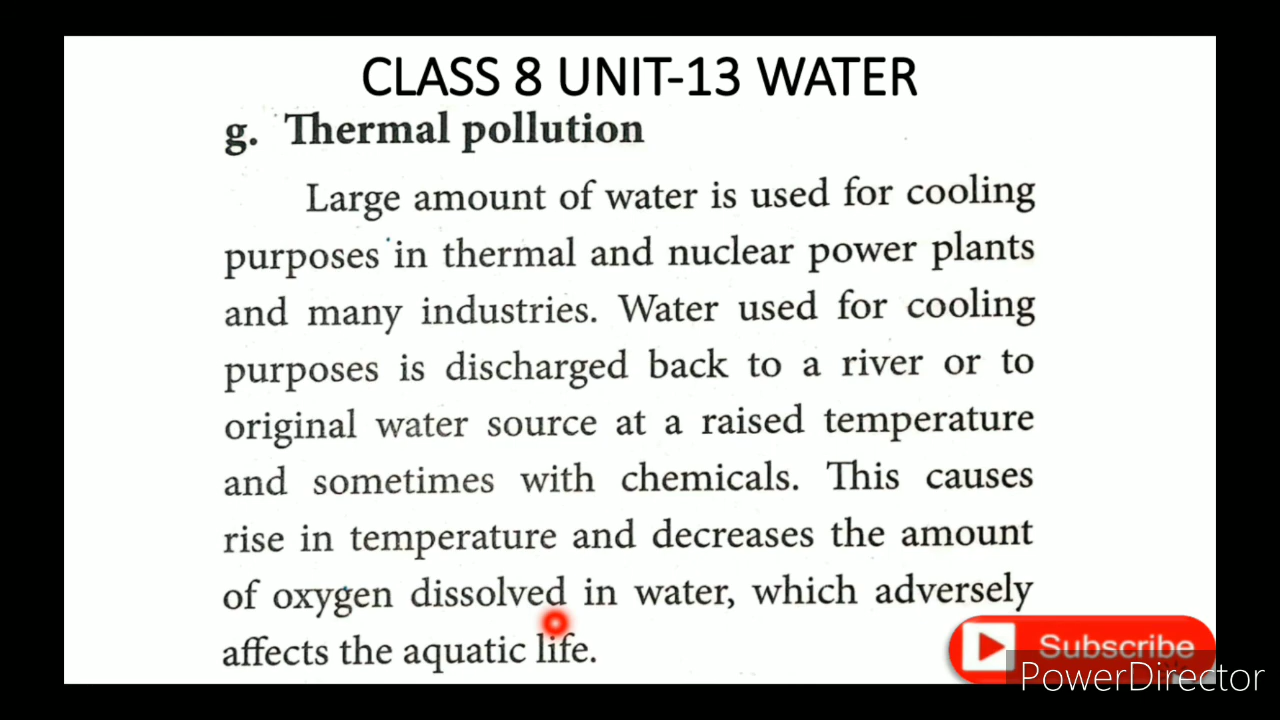 CLASS 8 UNIT-13 WATER
g. Thermal pollution
Large amount of water is used for cooling
purposes in thermal and nuclear power plants
and many industries. Water used for cooling
purposes is discharged back to a river or to
original water source at a raised temperature
and sometimes with chemicals. This causes
rise in temperature and decreases the amount
of oxygen dissolved in water, which adversely
affects the aquatic life.
Subscribe
PowerDirector